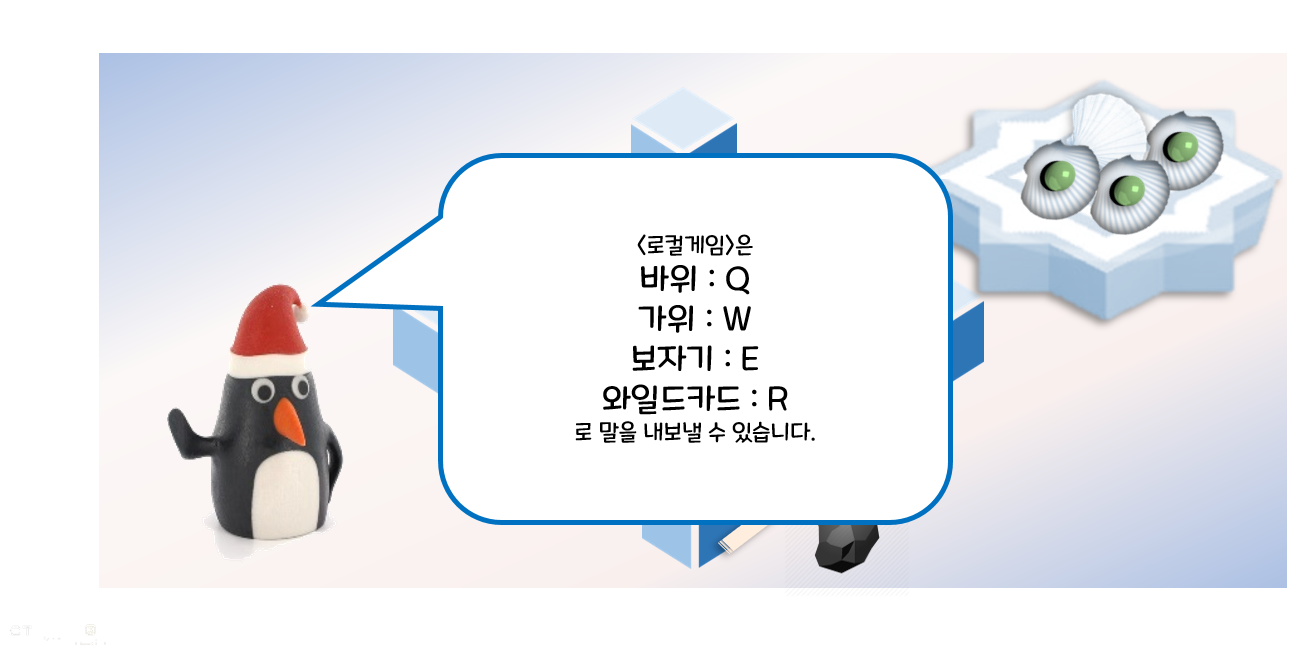 〈로컬게임〉은
바위 : Q
가위 : W
보자기 : E
와일드카드 : R
로 말을 내보낼 수 있습니다.